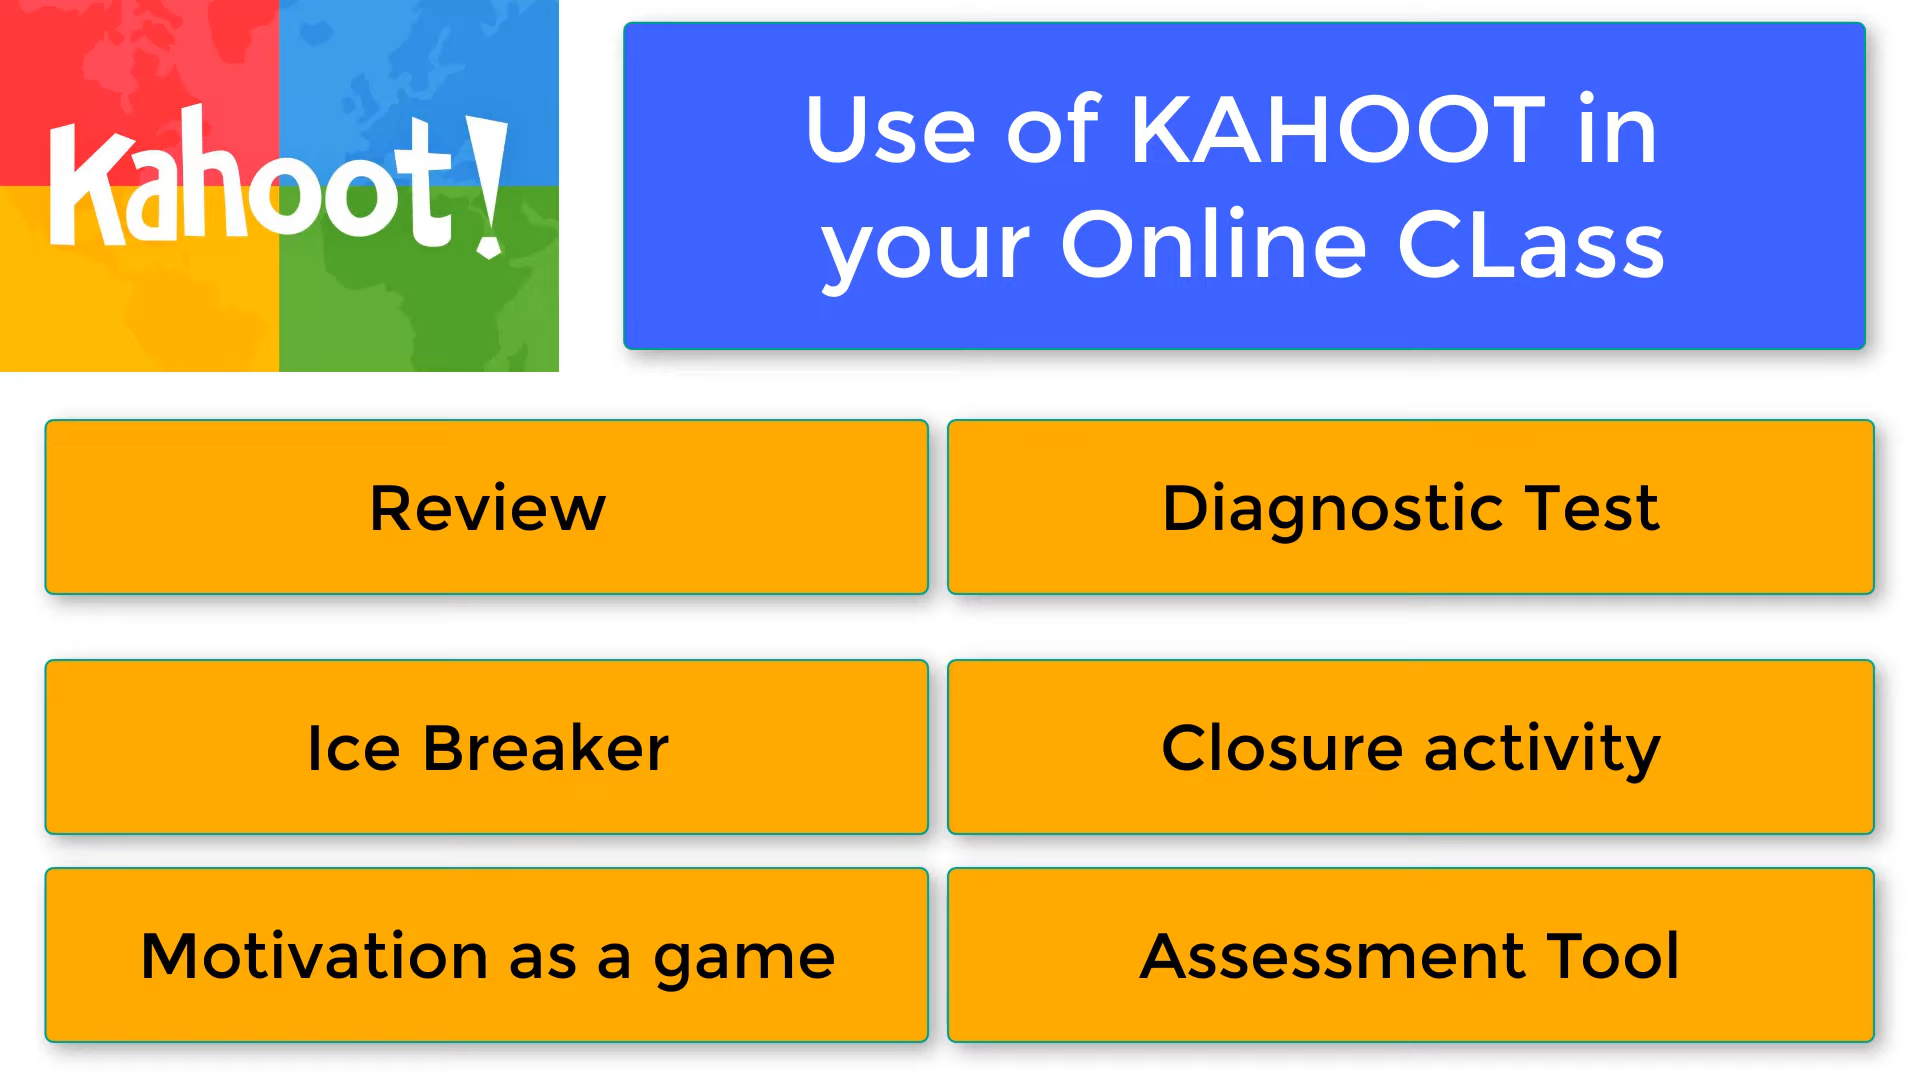 Kahoot!
Use of KAHOOT in
your Online CLass
Review
Diagnostic Test
Ice Breaker
Closure activity
Motivation as a game
Assessment Tool